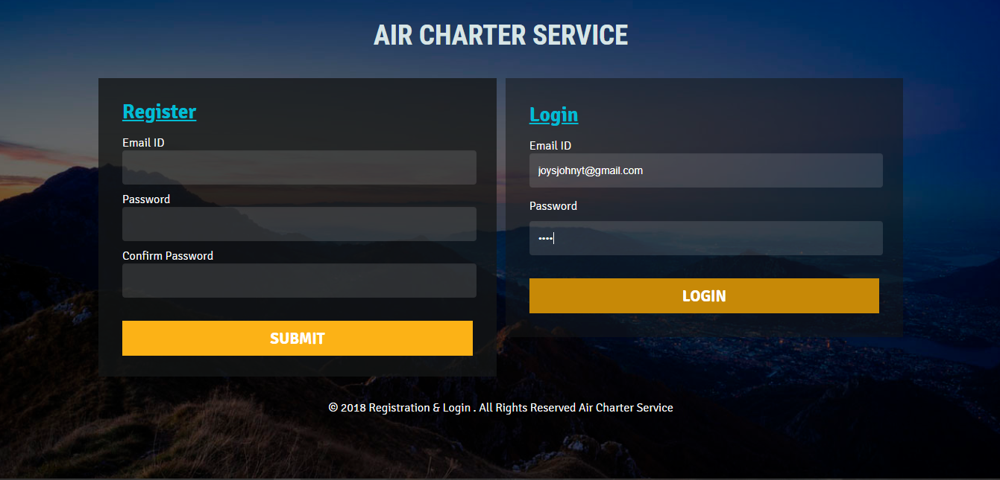 AIR CHARTER SERVICE
Register
Email ID
Password
Confirm Password
SUBMIT
Login
Email ID
joysjohnyt@gmail.com
Password
••••
LOGIN
© 2018 Registration & Login . All Rights Reserved Air Charter Service